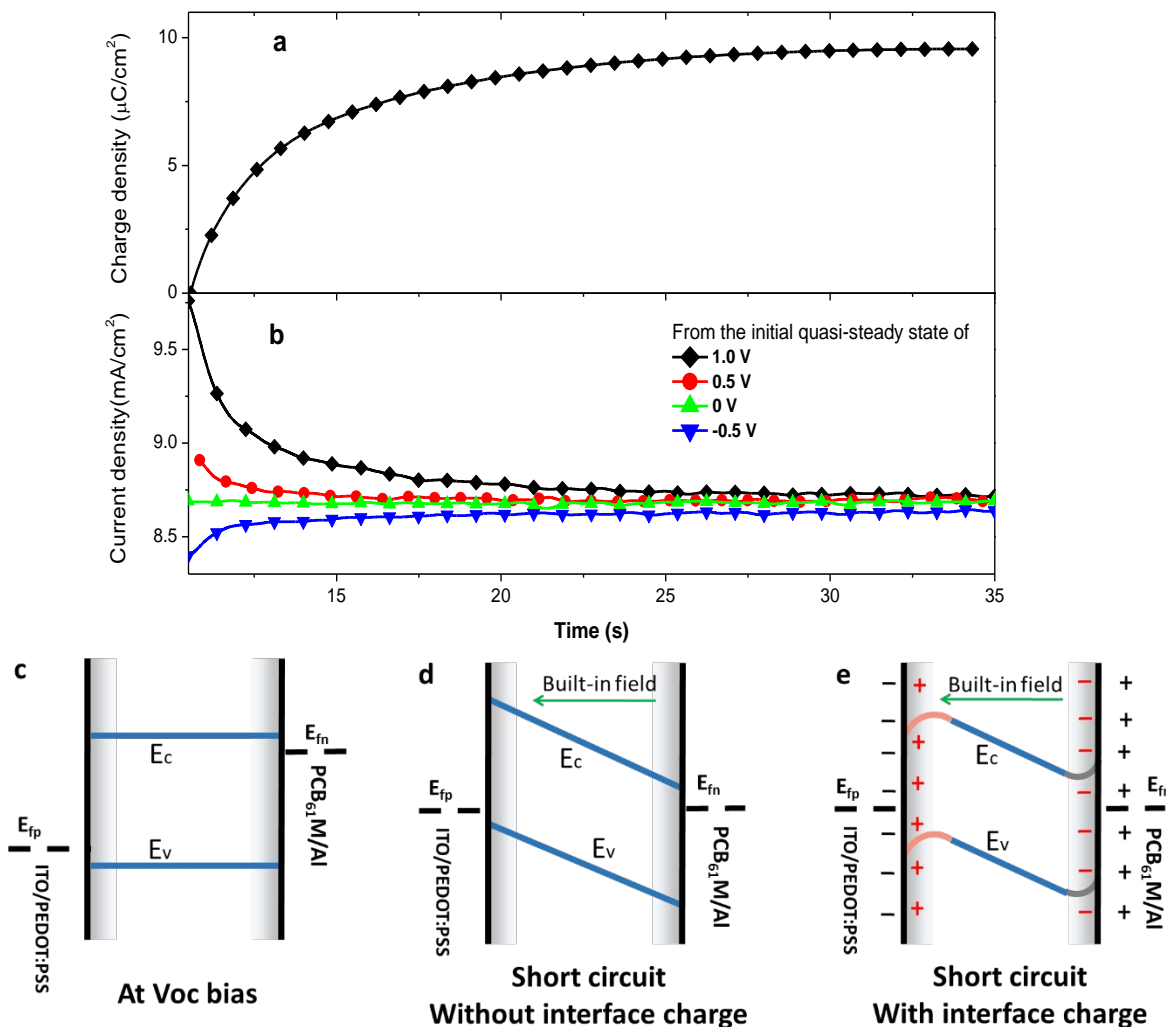 a
Charge density (μC/cm²)
10
5
0
b
Current density(mA/cm²)
9.5
9.0
8.5
From the initial quasi-steady state of
1.0 V
0.5 V
0 V
-0.5 V
15 20 25 30 35
Time (s)
c
Ec
Ev
Efn
Efp
ITO/PEDOT:PSS
PCB₆₁M/Al
At Voc bias
d
Built-in field
Ec
Ev
Efn
Efp
ITO/PEDOT:PSS
PCB₆₁M/Al
Short circuit
Without interface charge
e
Built-in field
Ec
Ev
Efn
Efp
ITO/PEDOT:PSS
PCB₆₁M/Al
Short circuit
With interface charge